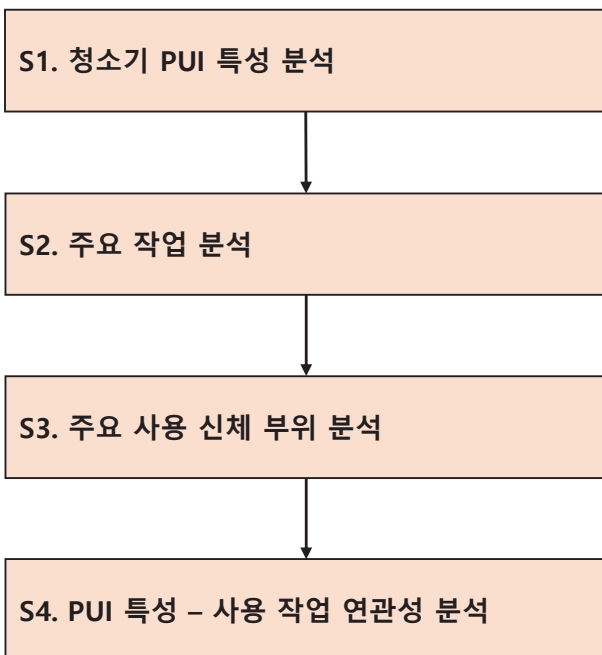 S1. 청소기 PUI 특성 분석
S2. 주요 작업 분석
S3. 주요 사용 신체 부위 분석
S4. PUI 특성 – 사용 작업 연관성 분석